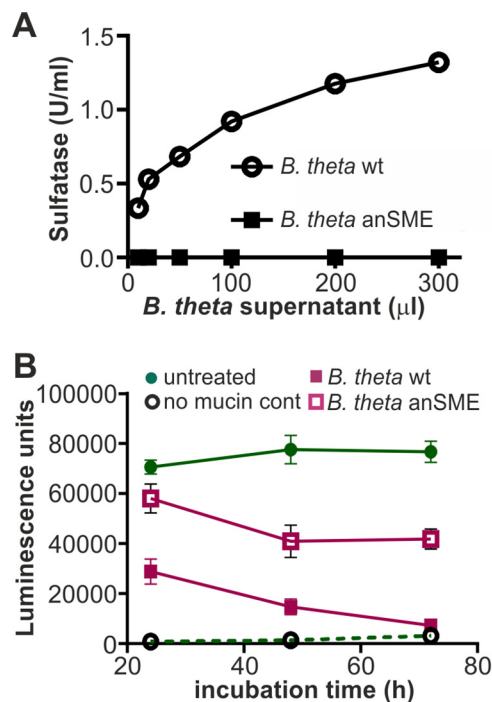 A
Sulfatase (U/ml)
1.5
1.0
0.5
0.0
B. theta wt
B. theta anSME
0 100 200 300
B. theta supernatant (µl)
B
untreated B. theta wt
no mucin cont B. theta anSME
Luminescence units
100000
80000
60000
40000
20000
0
20 40 60 80
incubation time (h)